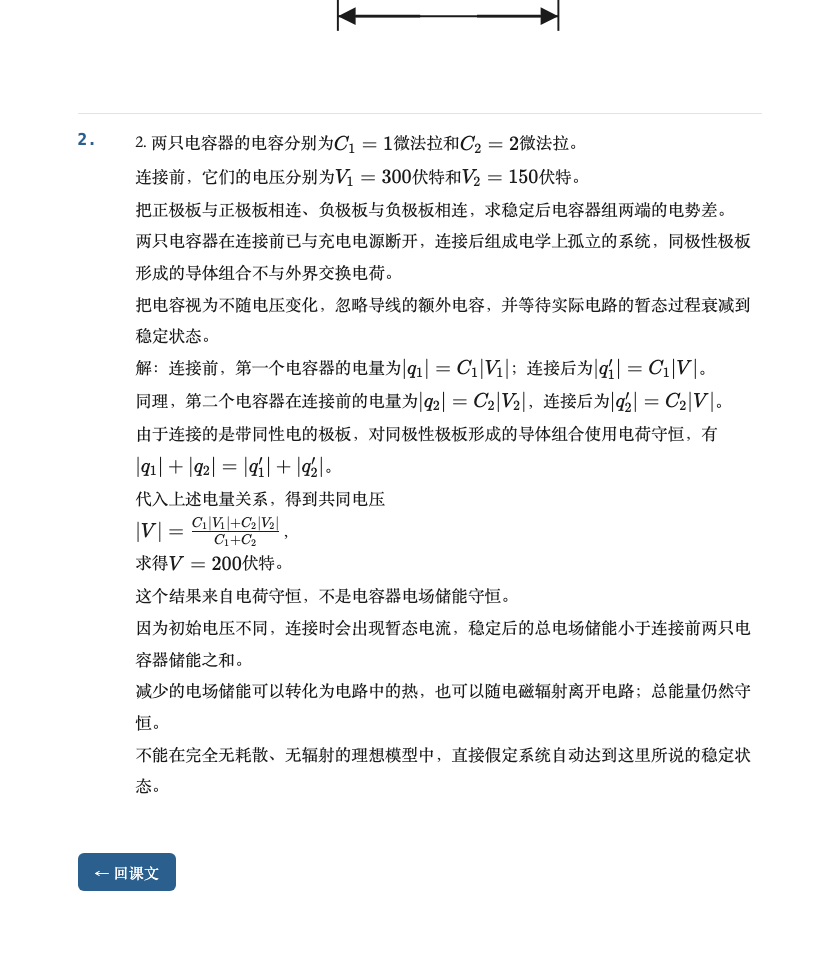 2.
2. 两只电容器的电容分别为C₁ = 1微法拉和C₂ = 2微法拉。
连接前，它们的电压分别为V₁ = 300伏特和V₂ = 150伏特。
把正极板与正极板相连、负极板与负极板相连，求稳定后电容器组两端的电势差。
两只电容器在连接前已与充电电源断开，连接后组成电学上孤立的系统，同极性极板
形成的导体组合不与外界交换电荷。
把电容视为不随电压变化，忽略导线的额外电容，并等待实际电路的暂态过程衰减到
稳定状态。
解：连接前，第一个电容器的电量为|q₁| = C₁|V₁|；连接后为|q₁′| = C₁|V|。
同理，第二个电容器在连接前的电量为|q₂| = C₂|V₂|，连接后为|q₂′| = C₂|V|。
由于连接的是带同性电的极板，对同极性极板形成的导体组合使用电荷守恒，有
|q₁| + |q₂| = |q₁′| + |q₂′|。
代入上述电量关系，得到共同电压
|V| = (C₁|V₁|+C₂|V₂|)/(C₁+C₂)，
求得V = 200伏特。
这个结果来自电荷守恒，不是电容器电场储能守恒。
因为初始电压不同，连接时会出现暂态电流，稳定后的总电场储能小于连接前两只电
容器储能之和。
减少的电场储能可以转化为电路中的热，也可以随电磁辐射离开电路；总能量仍然守
恒。
不能在完全无耗散、无辐射的理想模型中，直接假定系统自动达到这里所说的稳定状
态。
← 回课文